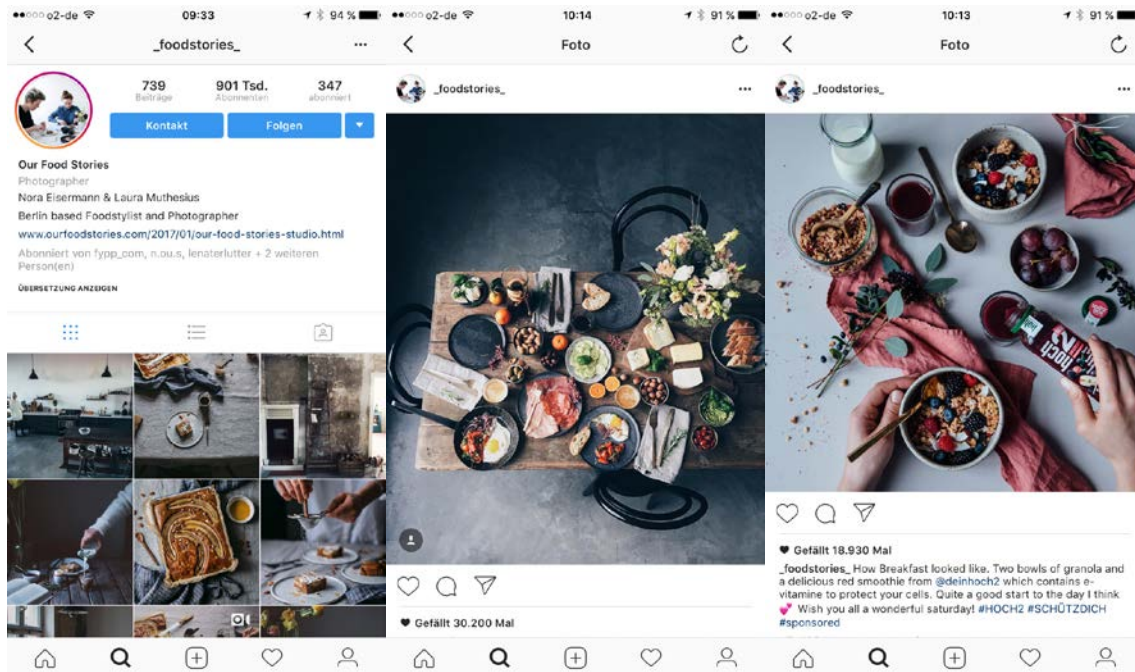 o2-de
09:33
94 %
_foodstories_
739
901 Tsd.
347
Beiträge
Abonnenten
abonniert
Kontakt
Folgen
Our Food Stories
Photographer
Nora Eisermann & Laura Muthesius
Berlin based Foodstylist and Photographer
www.ourfoodstories.com/2017/01/our-food-stories-studio.html
Abonniert von fypp_com, n.ou.s, lenaterlutter + 2 weiteren
Person(en)
ÜBERSETZUNG ANZEIGEN
o2-de
10:14
91 %
Foto
_foodstories_
Gefällt 30.200 Mal
o2-de
10:13
91 %
Foto
_foodstories_
hoch
Gefällt 18.930 Mal
_foodstories_ How Breakfast looked like. Two bowls of granola and
a delicious red smoothie from @deinhoch2 which contains e-
vitamine to protect your cells. Quite a good start to the day I think
💕 Wish you all a wonderful saturday! #HOCH2 #SCHÜTZDICH
#sponsored